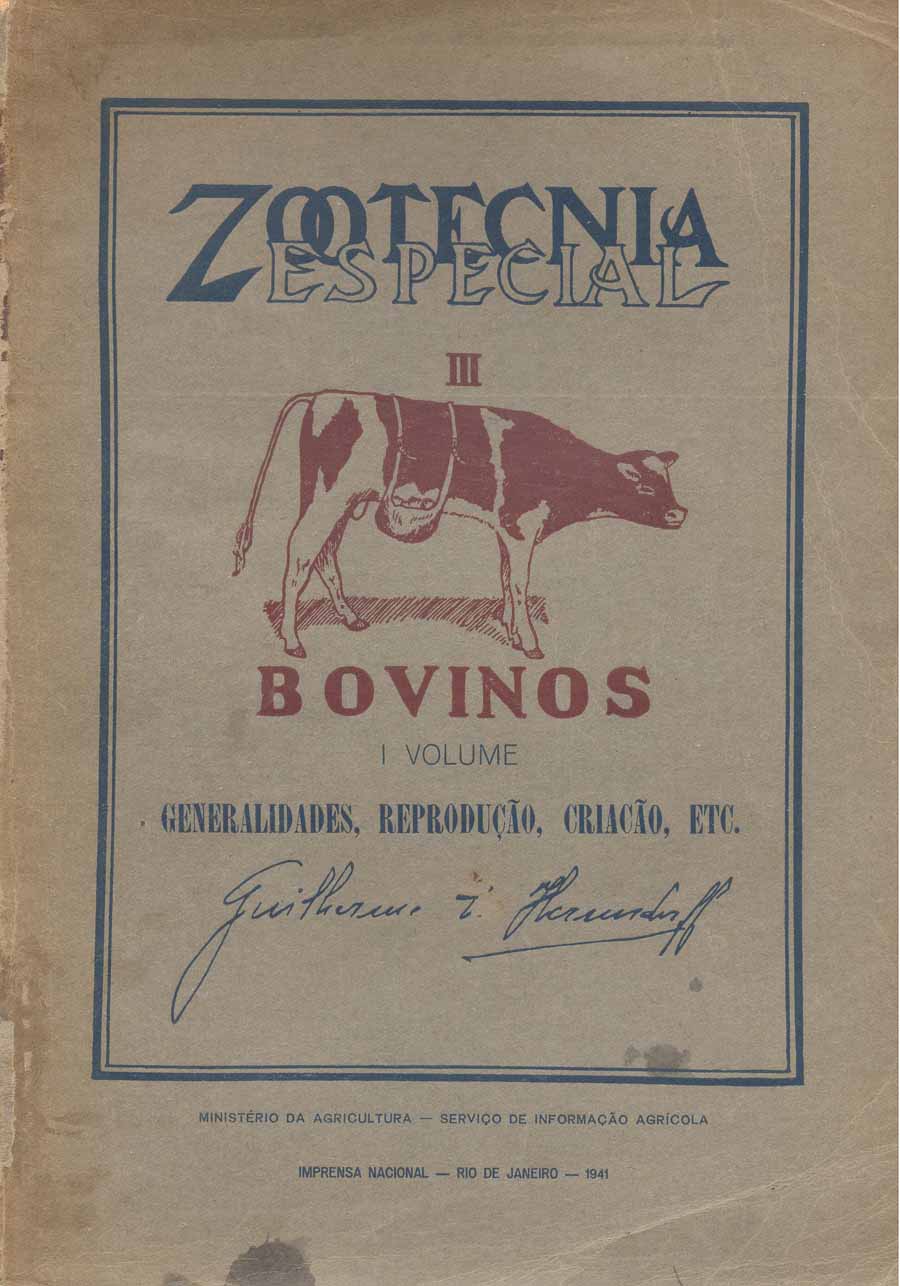 ZOOTECNIA
ESPECIAL
III
BOVINOS
I VOLUME
GENERALIDADES, REPRODUÇÃO, CRIAÇÃO, ETC.
Guilherme E. Hermsdorff
MINISTÉRIO DA AGRICULTURA — SERVIÇO DE INFORMAÇÃO AGRÍCOLA
IMPRENSA NACIONAL — RIO DE JANEIRO — 1941